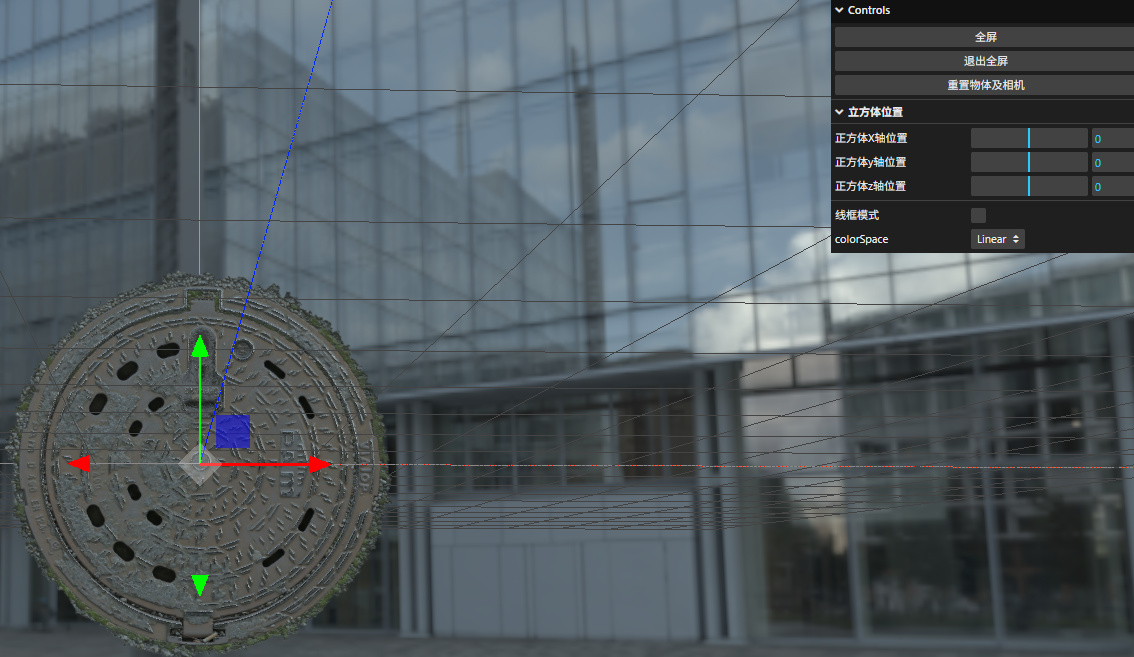 Controls
全屏
退出全屏
重置物体及相机
立方体位置
正方体X轴位置
0
正方体y轴位置
0
正方体z轴位置
0
线框模式
colorSpace
Linear